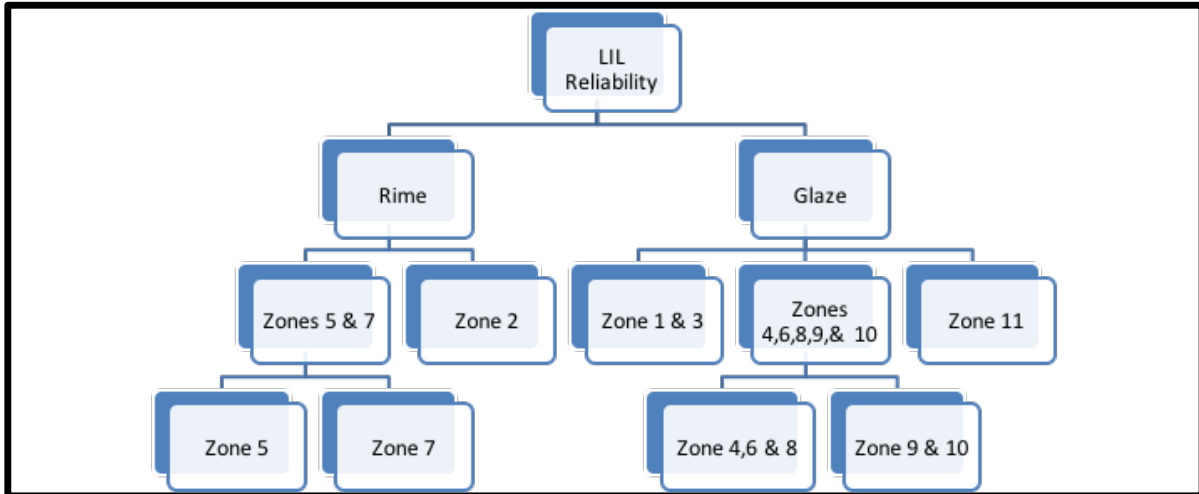 LIL
Reliability
Rime
Glaze
Zones 5 & 7
Zone 2
Zone 1 & 3
Zones
4,6,8,9,& 10
Zone 11
Zone 5
Zone 7
Zone 4,6 & 8
Zone 9 & 10